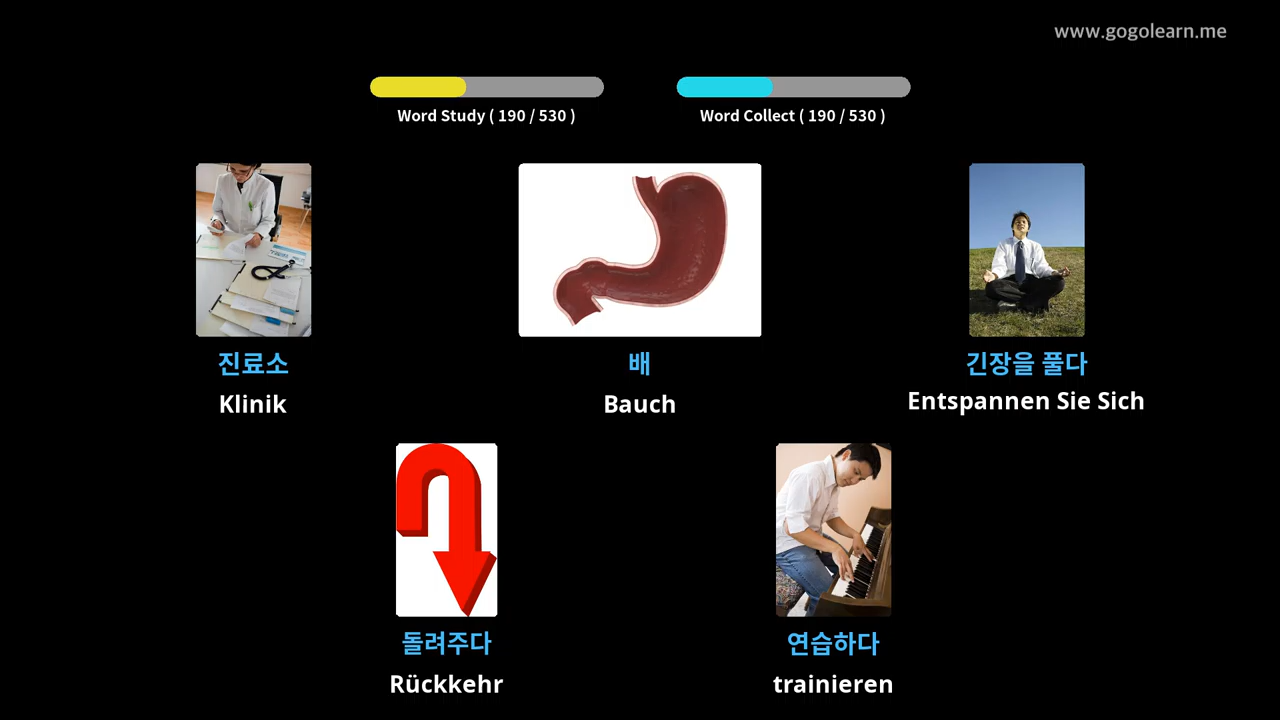 www.gogolearn.me
Word Study ( 190 / 530 )
Word Collect ( 190 / 530 )
진료소
Klinik
배
Bauch
긴장을 풀다
Entspannen Sie Sich
돌려주다
Rückkehr
연습하다
trainieren